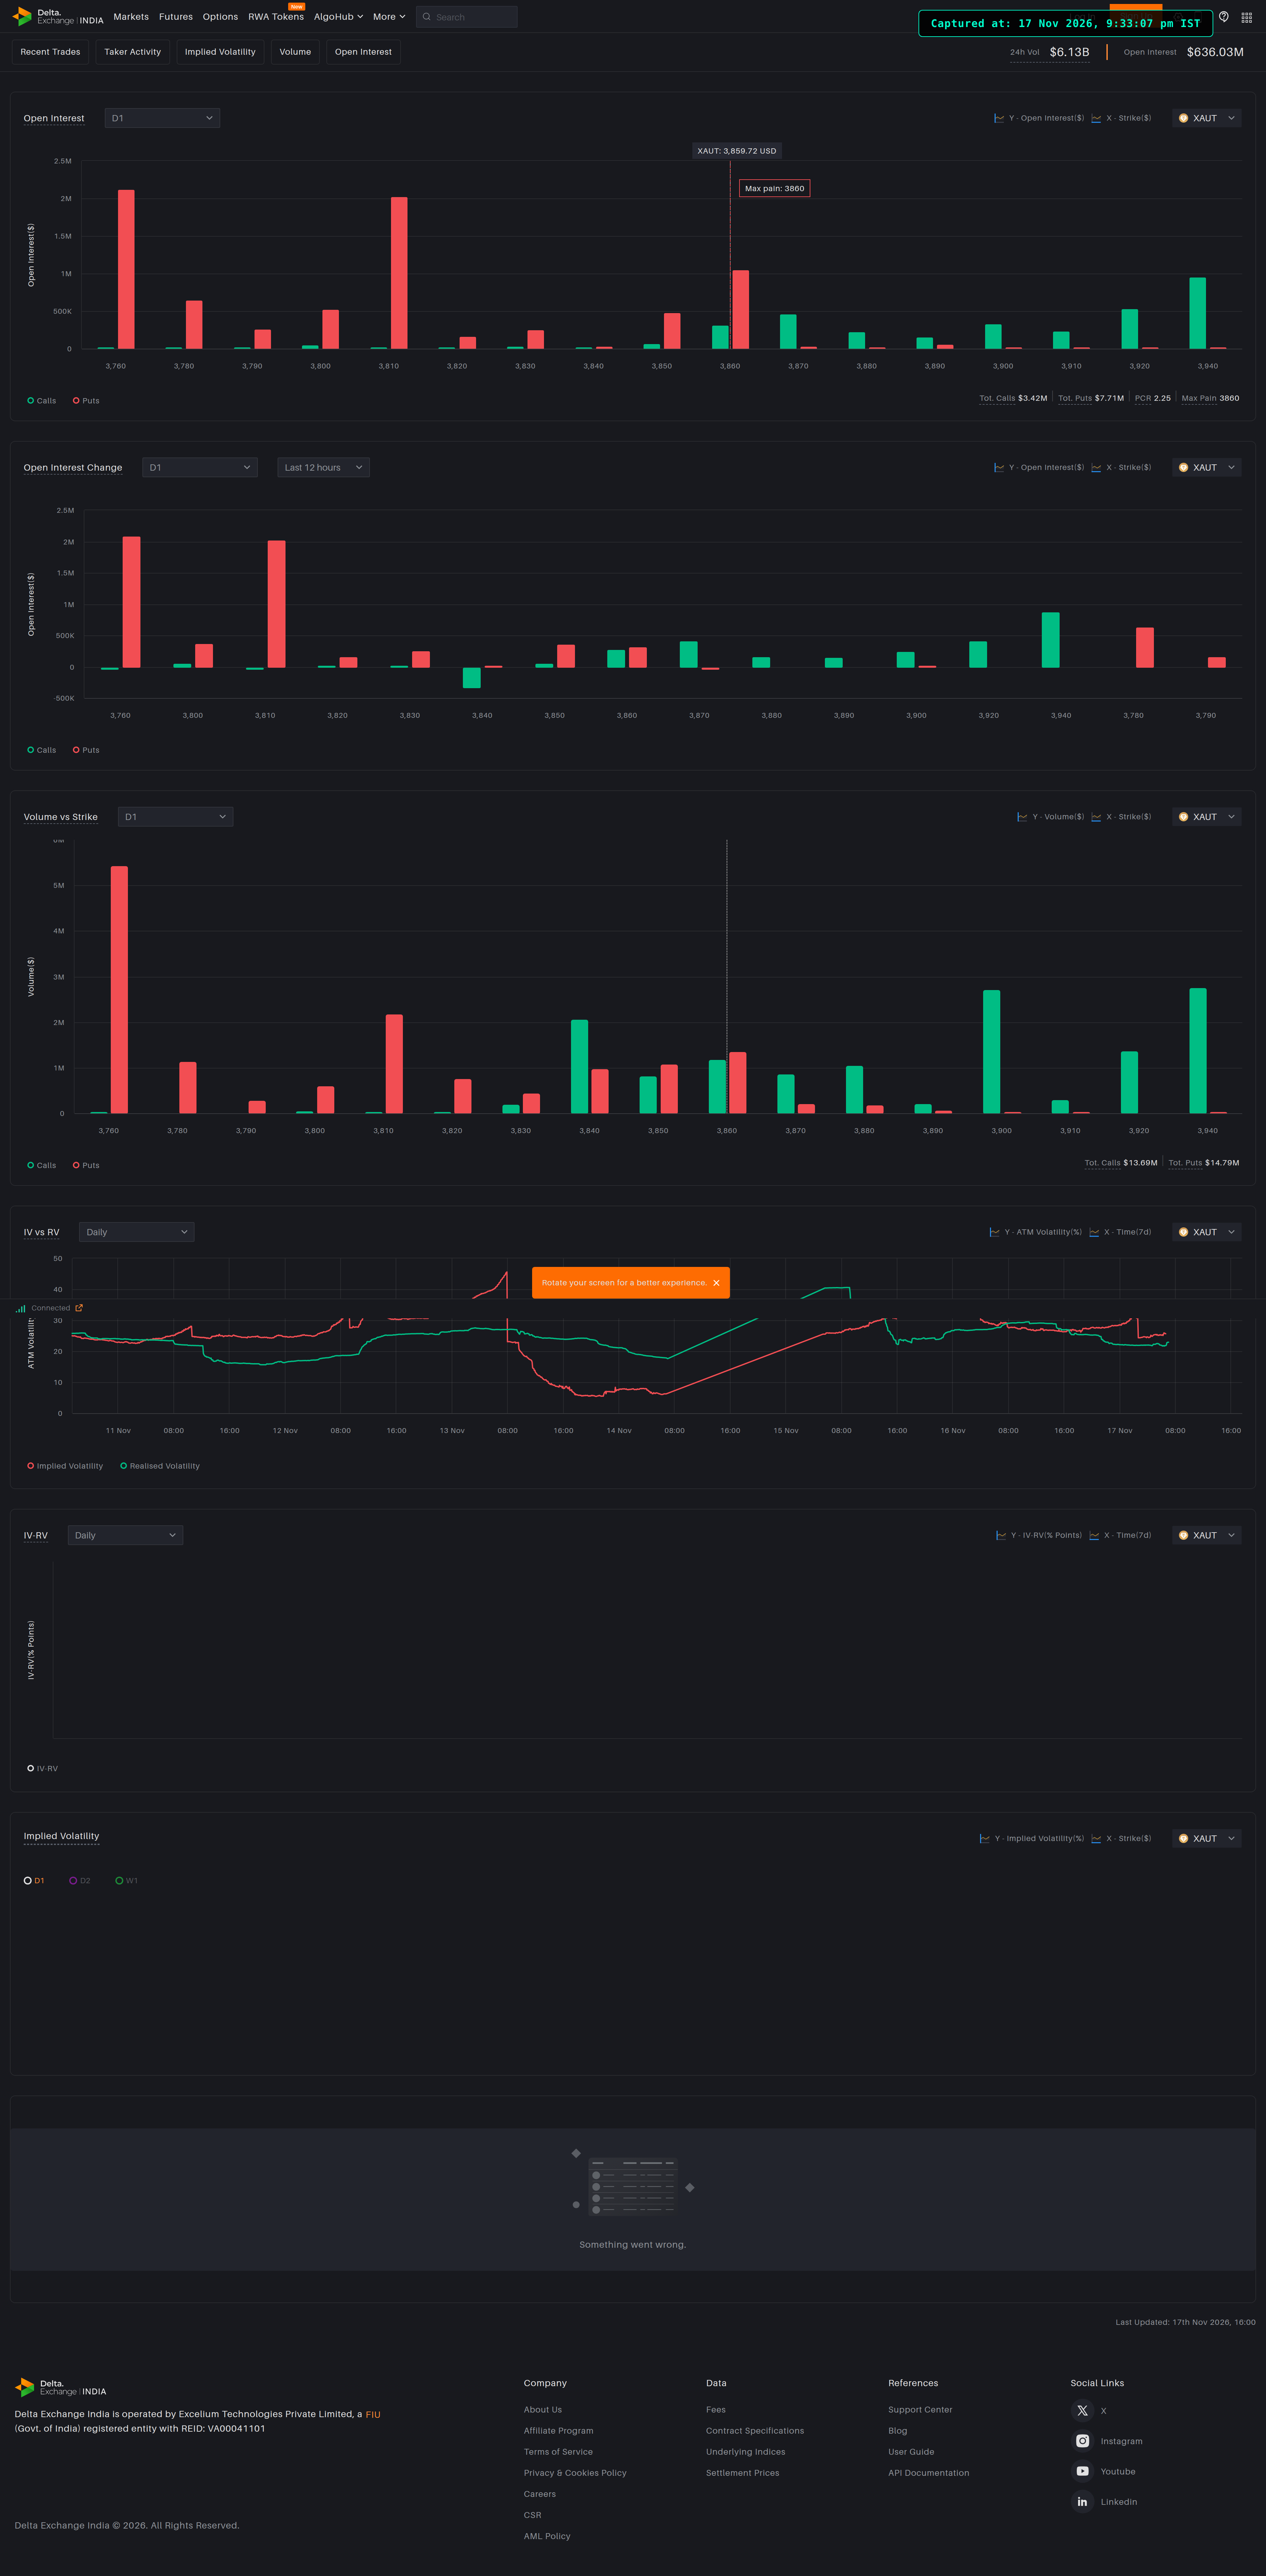 Delta. Exchange | INDIA Markets Futures Options RWA Tokens New AlgoHub More Search
Captured at: 17 Nov 2026, 9:33:07 pm IST
Recent Trades Taker Activity Implied Volatility Volume Open Interest 24h Vol $6.13B Open Interest $636.03M
Open Interest D1 Y - Open Interest($) X - Strike($) XAUT
XAUT: 3,859.72 USD
Max pain: 3860
Open Interest($)
2.5M
2M
1.5M
1M
500K
0
3,760 3,780 3,790 3,800 3,810 3,820 3,830 3,840 3,850 3,860 3,870 3,880 3,890 3,900 3,910 3,920 3,940
Calls Puts Tot. Calls $3.42M Tot. Puts $7.71M PCR 2.25 Max Pain 3860
Open Interest Change D1 Last 12 hours Y - Open Interest($) X - Strike($) XAUT
Open Interest($)
2.5M
2M
1.5M
1M
500K
0
-500K
3,760 3,800 3,810 3,820 3,830 3,840 3,850 3,860 3,870 3,880 3,890 3,900 3,920 3,940 3,780 3,790
Calls Puts
Volume vs Strike D1 Y - Volume($) X - Strike($) XAUT
Volume($)
6M
5M
4M
3M
2M
1M
0
3,760 3,780 3,790 3,800 3,810 3,820 3,830 3,840 3,850 3,860 3,870 3,880 3,890 3,900 3,910 3,920 3,940
Calls Puts Tot. Calls $13.69M Tot. Puts $14.79M
IV vs RV Daily Y - ATM Volatility(%) X - Time(7d) XAUT
50
40
Rotate your screen for a better experience.
Connected
ATM Volatilit
30
20
10
0
11 Nov 08:00 16:00 12 Nov 08:00 16:00 13 Nov 08:00 16:00 14 Nov 08:00 16:00 15 Nov 08:00 16:00 16 Nov 08:00 16:00 17 Nov 08:00 16:00
Implied Volatility Realised Volatility
IV-RV Daily Y - IV-RV(% Points) X - Time(7d) XAUT
IV-RV(% Points)
IV-RV
Implied Volatility Y - Implied Volatility(%) X - Strike($) XAUT
D1 D2 W1
Something went wrong.
Last Updated: 17th Nov 2026, 16:00
Delta. Exchange | INDIA
Delta Exchange India is operated by Excelium Technologies Private Limited, a FIU
(Govt. of India) registered entity with REID: VA00041101
Delta Exchange India © 2026. All Rights Reserved.
Company
About Us
Affiliate Program
Terms of Service
Privacy & Cookies Policy
Careers
CSR
AML Policy
Data
Fees
Contract Specifications
Underlying Indices
Settlement Prices
References
Support Center
Blog
User Guide
API Documentation
Social Links
X
Instagram
Youtube
Linkedin